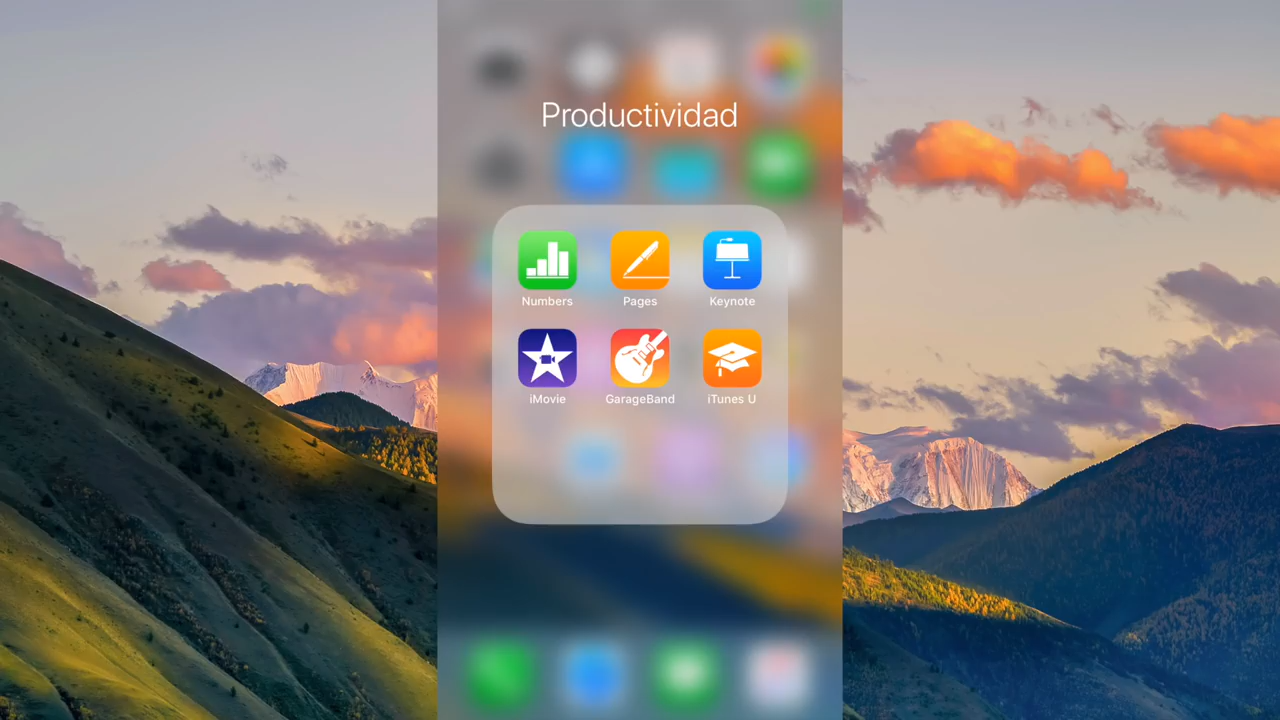 Productividad
Numbers
Pages
Keynote
iMovie
GarageBand
iTunes U